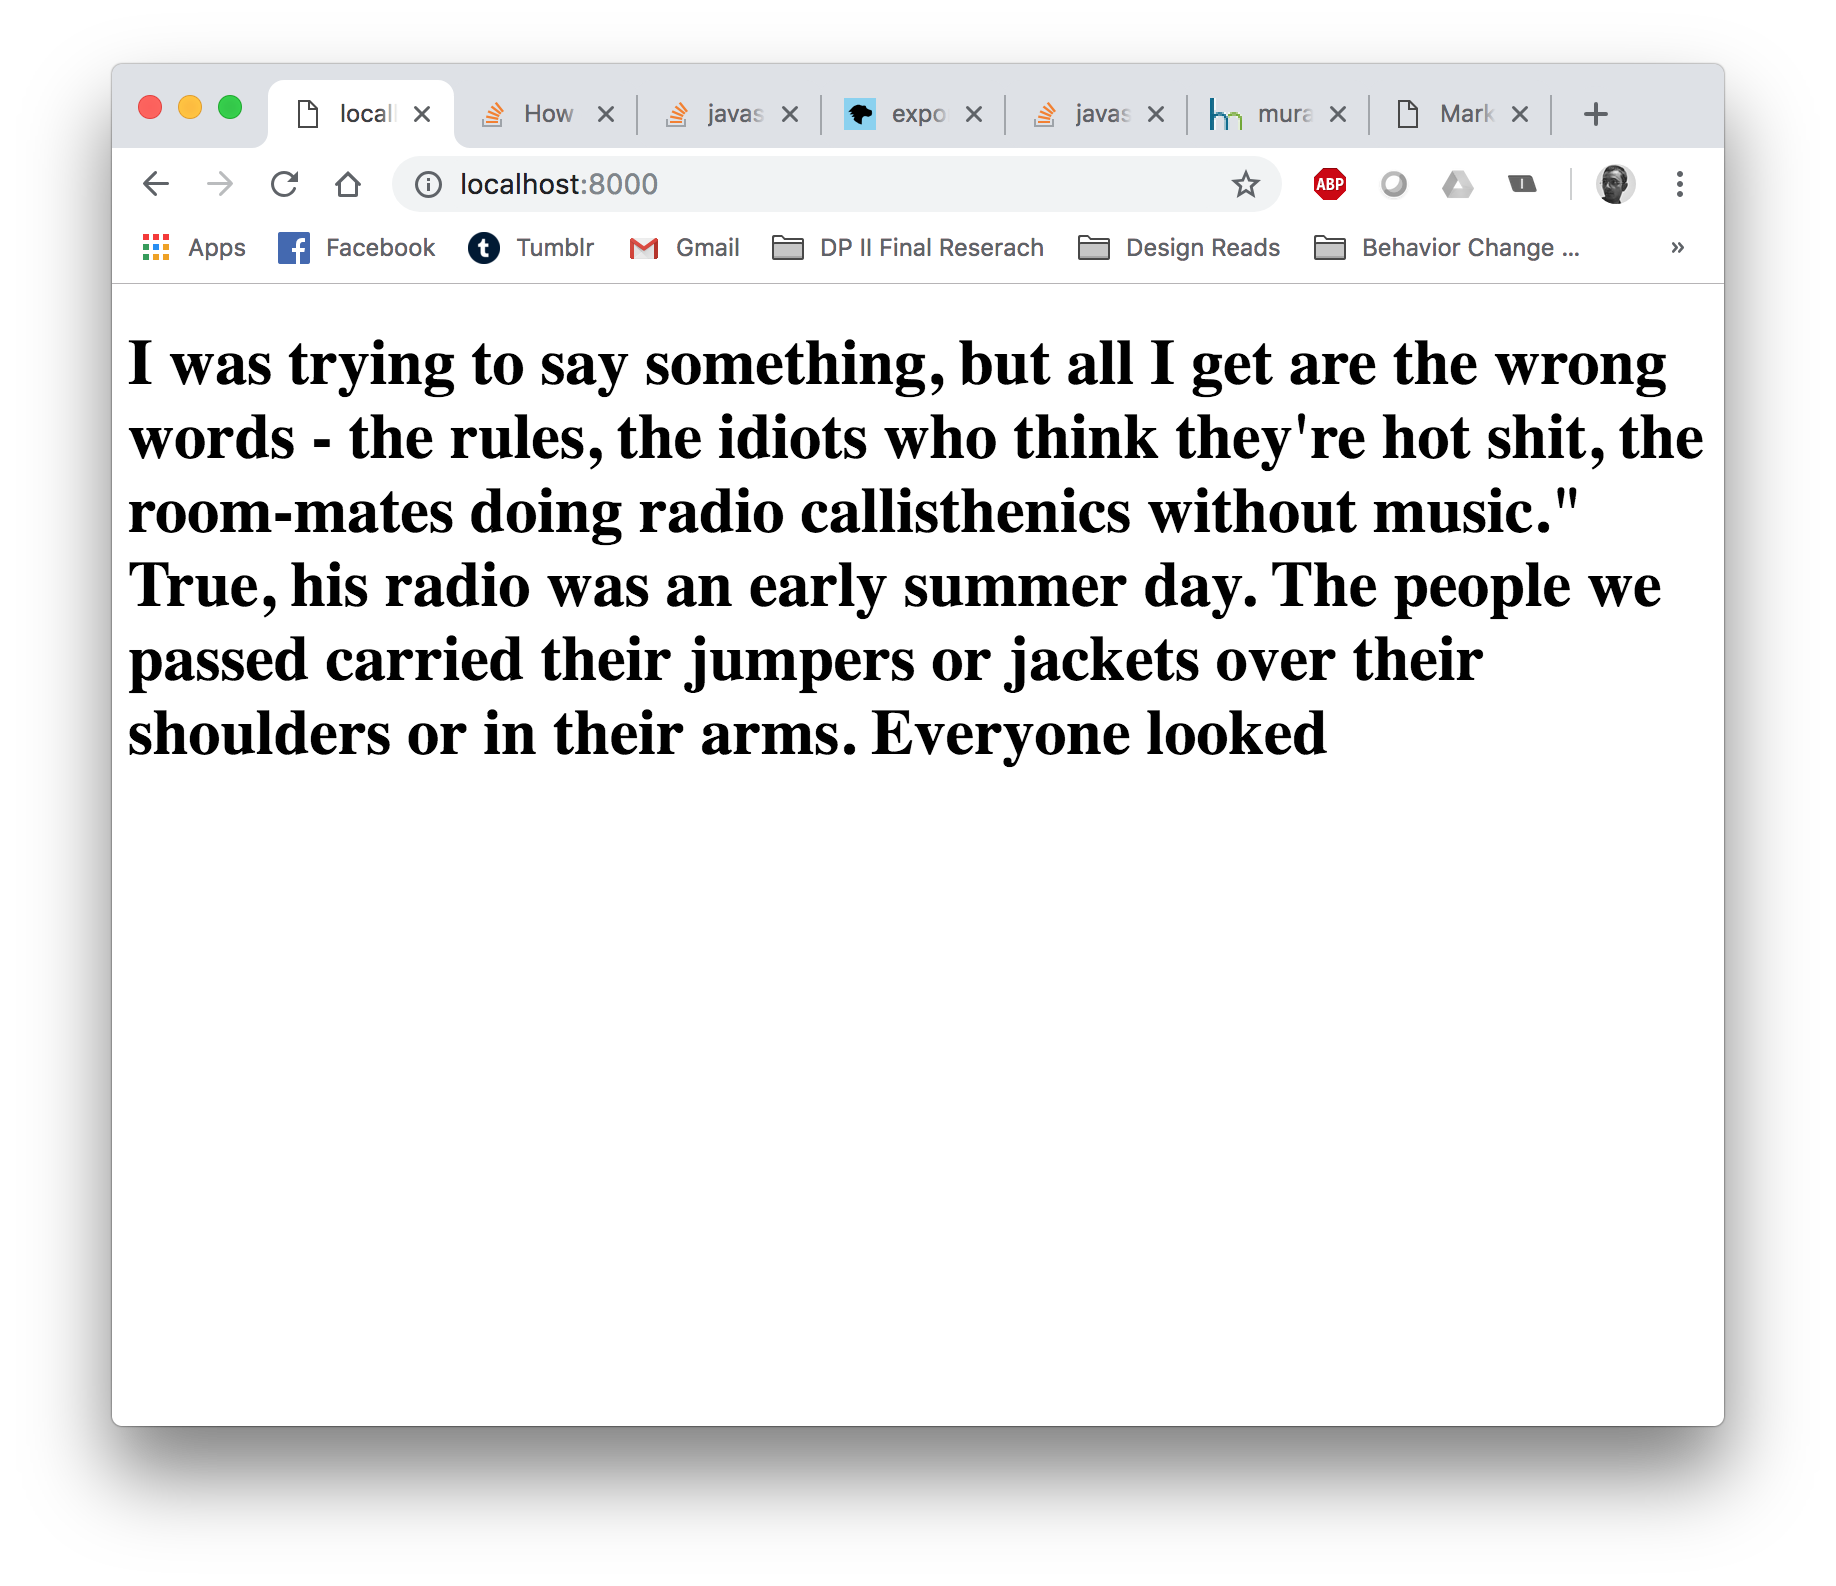 locall
How
javas
expo
javas
mura
Mark
localhost:8000
ABP
Apps
Facebook
Tumblr
Gmail
DP II Final Reserach
Design Reads
Behavior Change ...
»
I was trying to say something, but all I get are the wrong
words - the rules, the idiots who think they're hot shit, the
room-mates doing radio callisthenics without music."
True, his radio was an early summer day. The people we
passed carried their jumpers or jackets over their
shoulders or in their arms. Everyone looked